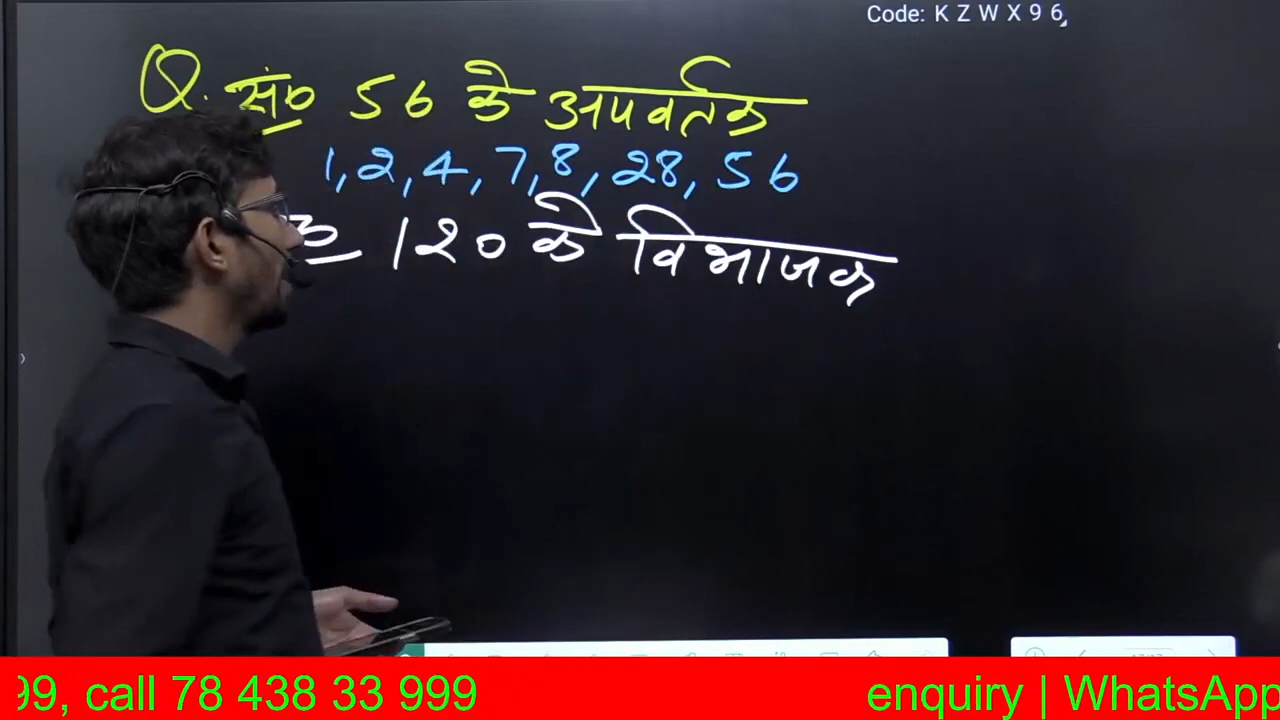 Code: K Z W X 9 6
Q. सं० 56 के अपवर्तक
1, 2, 4, 7, 8, 28, 56
120 के विभाजक
99, call 78 438 33 999 enquiry | WhatsApp